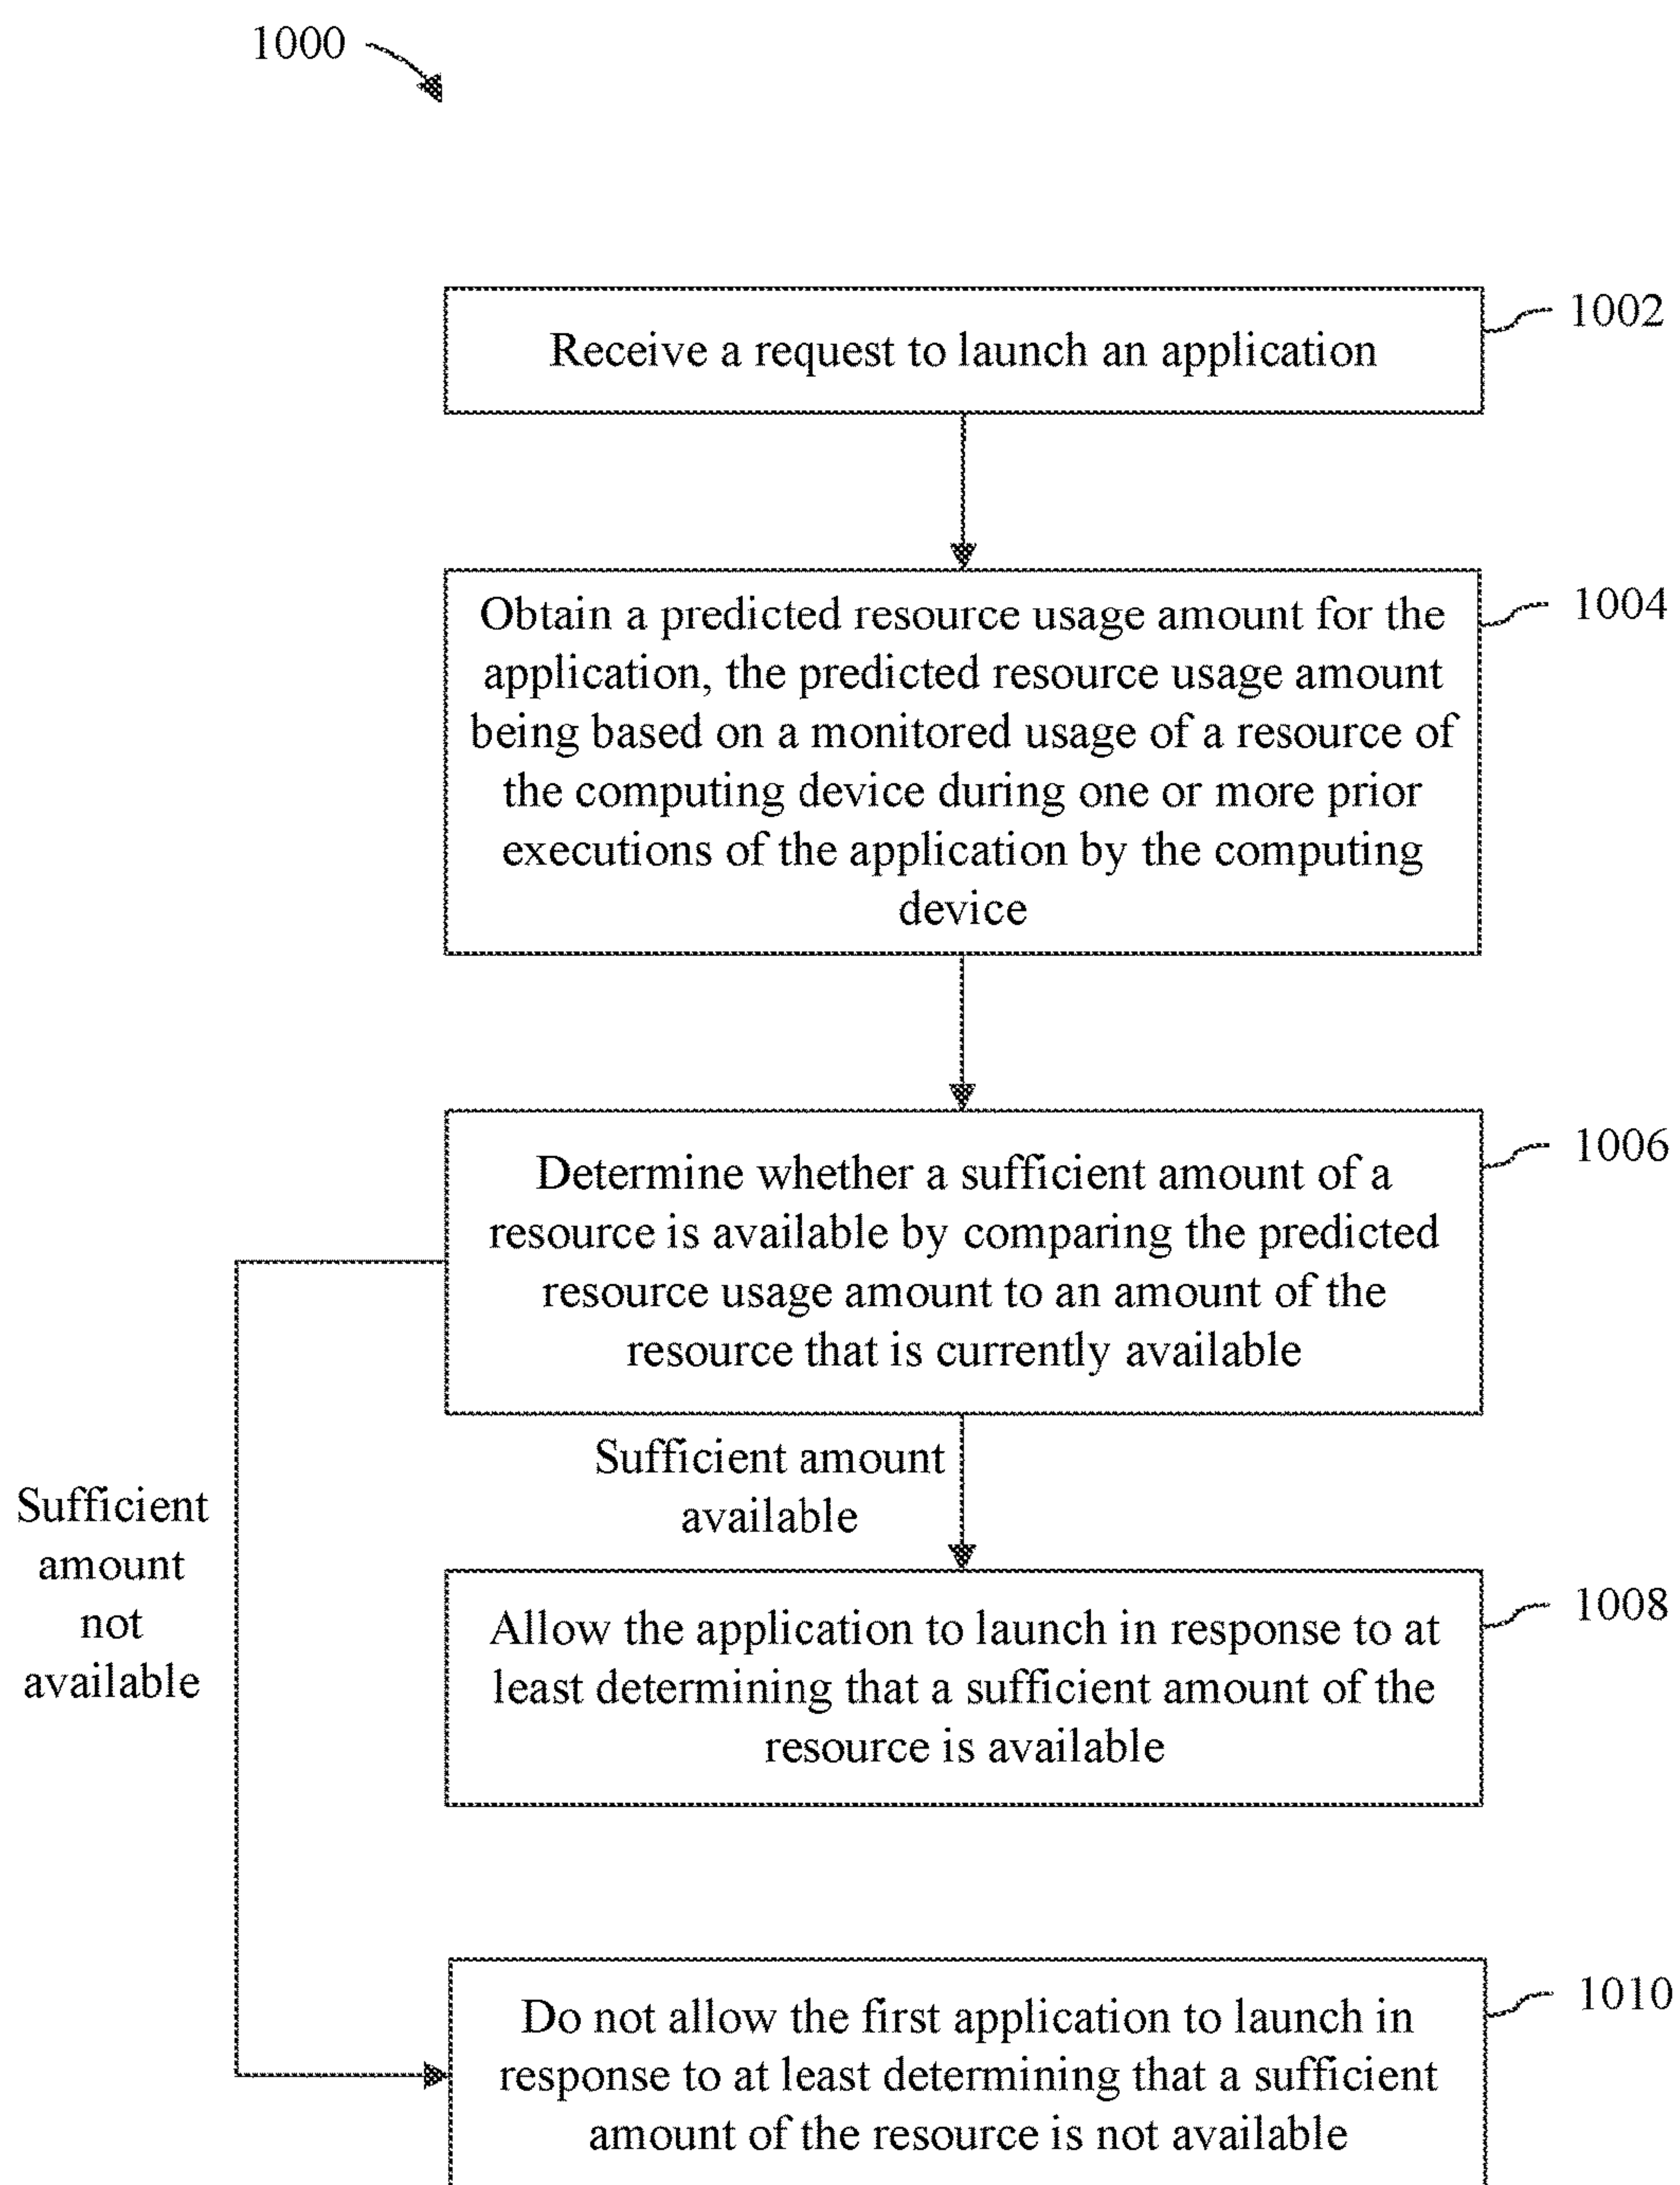 1000
Receive a request to launch an application
1002
Obtain a predicted resource usage amount for the
application, the predicted resource usage amount
being based on a monitored usage of a resource of
the computing device during one or more prior
executions of the application by the computing
device
1004
Determine whether a sufficient amount of a
resource is available by comparing the predicted
resource usage amount to an amount of the
resource that is currently available
1006
Sufficient amount
available
Sufficient
amount
not
available
Allow the application to launch in response to at
least determining that a sufficient amount of the
resource is available
1008
Do not allow the first application to launch in
response to at least determining that a sufficient
amount of the resource is not available
1010